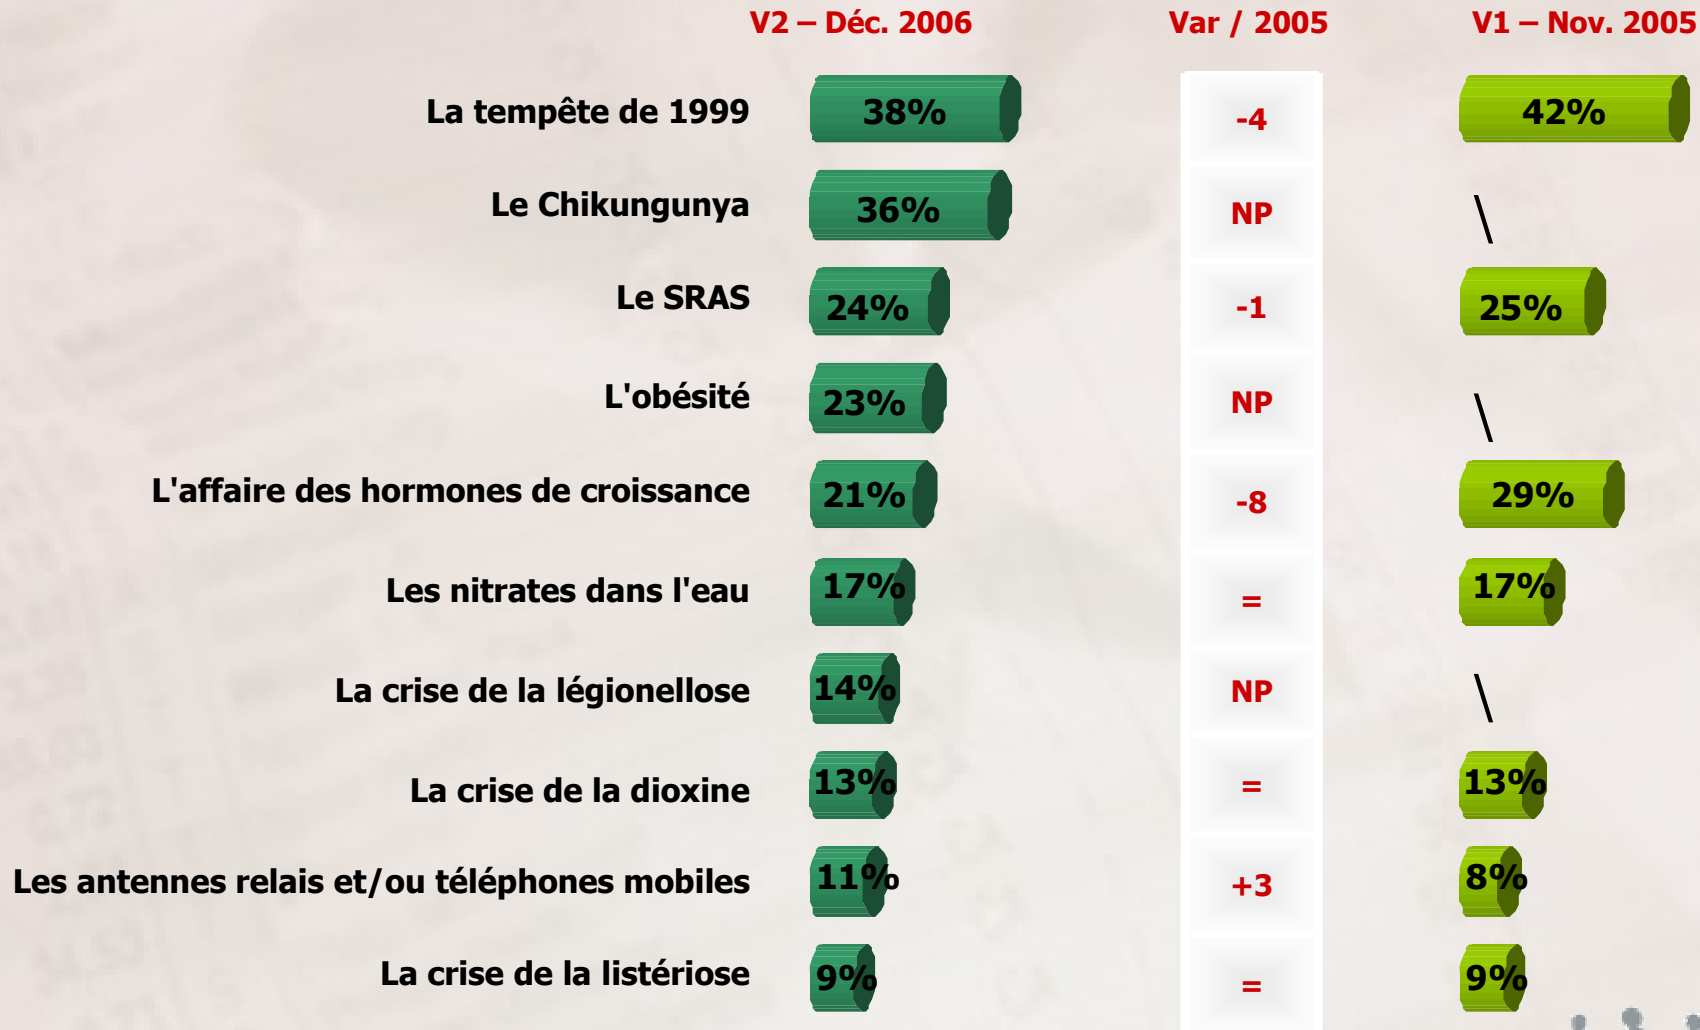 V2 – Déc. 2006 Var / 2005 V1 – Nov. 2005
La tempête de 1999 38% -4 42%
Le Chikungunya 36% NP \
Le SRAS 24% -1 25%
L'obésité 23% NP \
L'affaire des hormones de croissance 21% -8 29%
Les nitrates dans l'eau 17% = 17%
La crise de la légionellose 14% NP \
La crise de la dioxine 13% = 13%
Les antennes relais et/ou téléphones mobiles 11% +3 8%
La crise de la listériose 9% = 9%